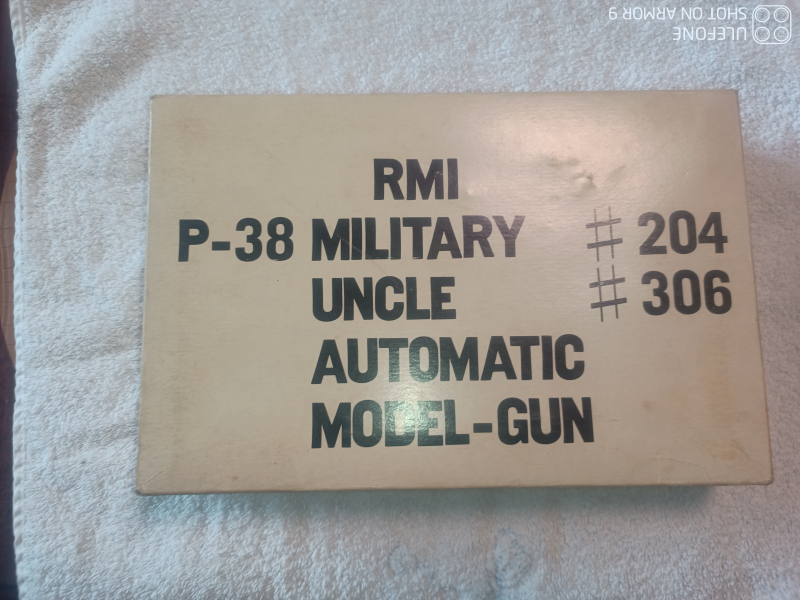 RMI
P-38 MILITARY # 204
UNCLE # 306
AUTOMATIC
MODEL-GUN
ULEFONE
SHOT ON ARMOR 9